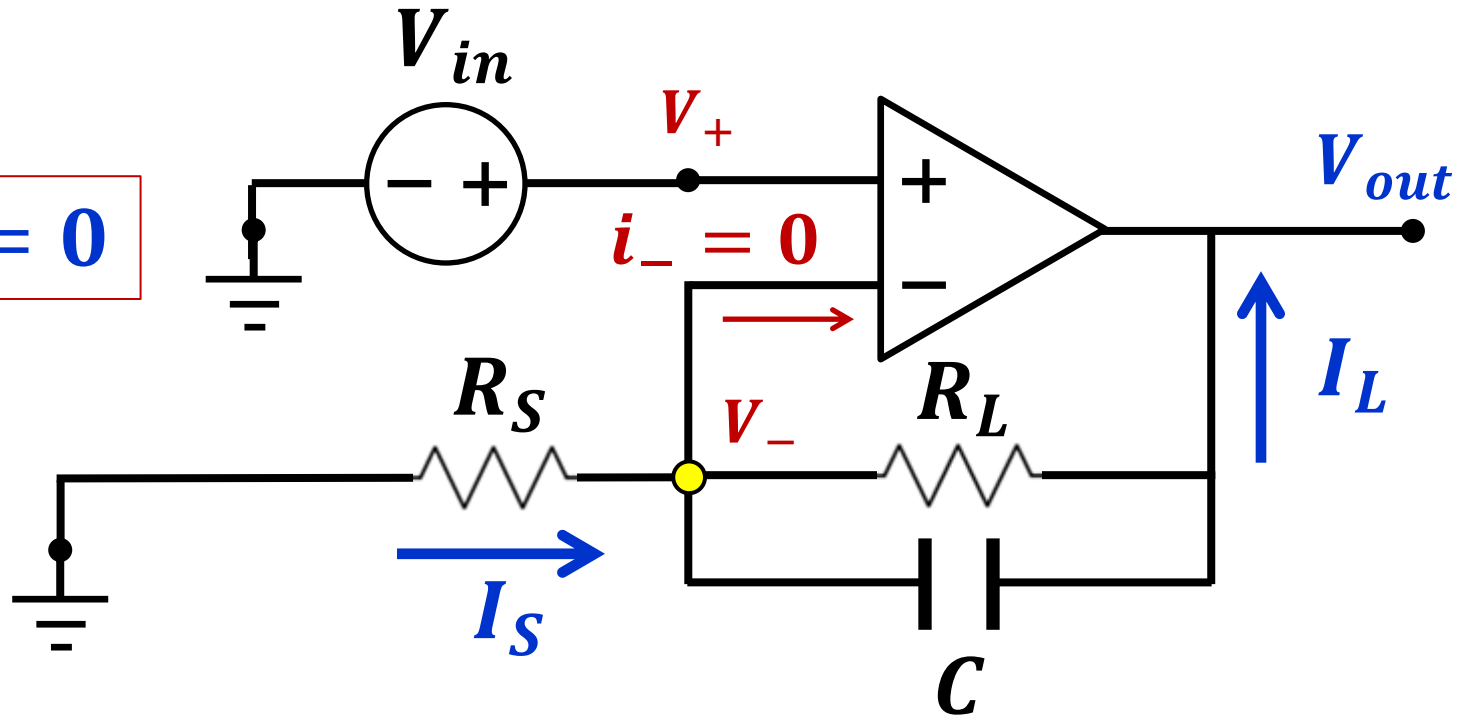 V_in
V_+
V_out
= 0
i_− = 0
− +
+
−
R_S
V_−
R_L
I_L
I_S
C